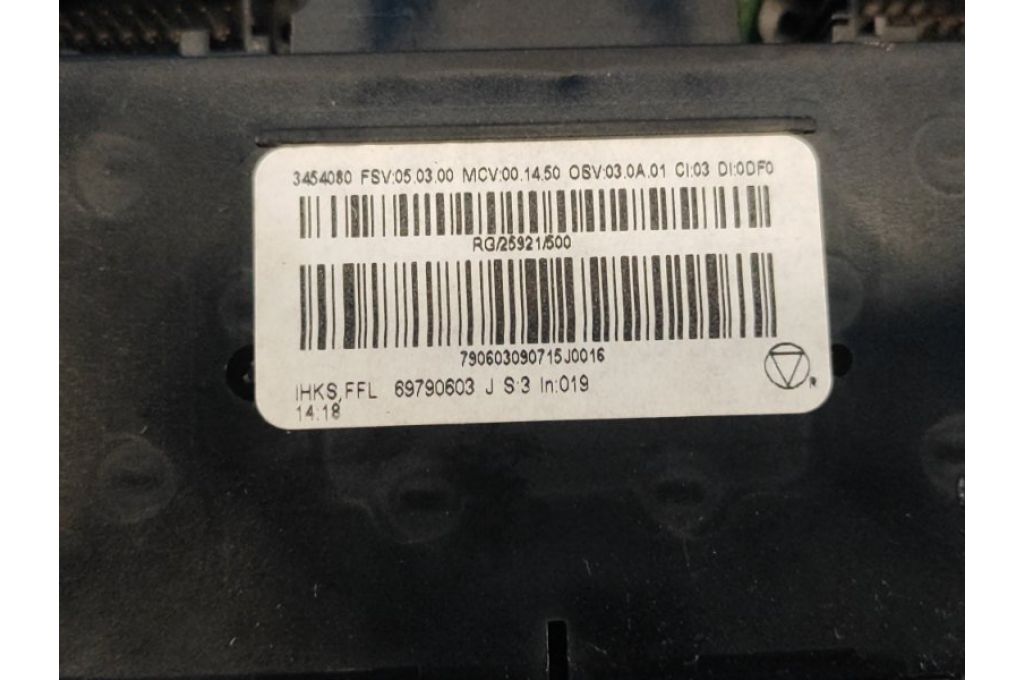 3454080 FSV:05.03.00 MCV:00.14.50 OSV:03.0A.01 CI:03 DI:0DF0
RG/25921/500
790603090715J0016
IHKS,FFL 69790603 J S:3 In:019
14:18
R